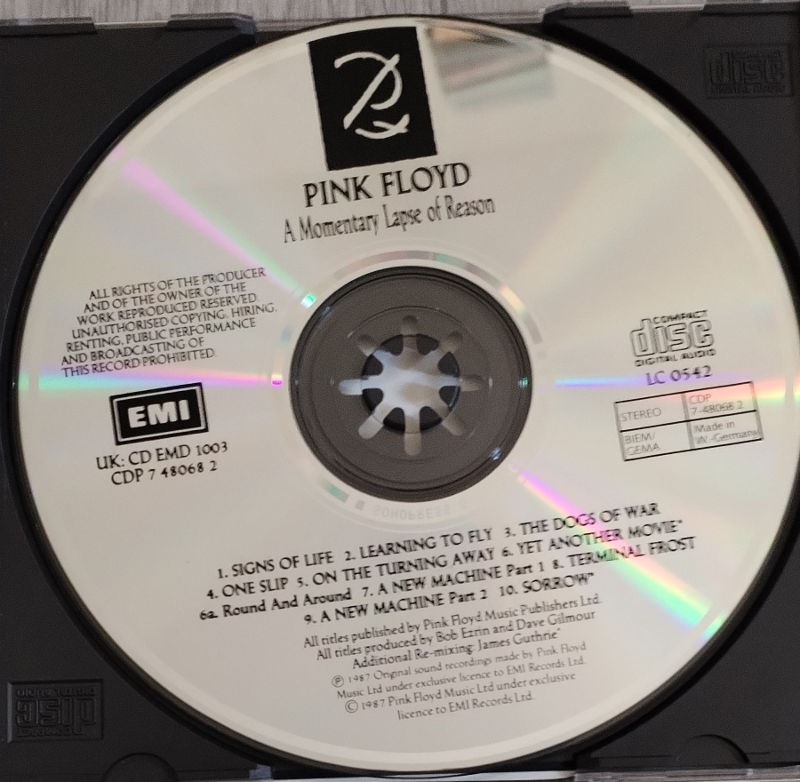 PINK FLOYD
A Momentary Lapse of Reason
ALL RIGHTS OF THE PRODUCER
AND OF THE OWNER OF THE
WORK REPRODUCED RESERVED.
UNAUTHORISED COPYING, HIRING,
RENTING, PUBLIC PERFORMANCE
AND BROADCASTING OF
THIS RECORD PROHIBITED.
EMI
UK: CD EMD 1003
CDP 7 48068 2
COMPACT
disc
DIGITAL AUDIO
LC 0542
STEREO
CDP
7-48068 2
BIEM/
GEMA
Made in
W.-Germany
1. SIGNS OF LIFE 2. LEARNING TO FLY 3. THE DOGS OF WAR
4. ONE SLIP 5. ON THE TURNING AWAY 6. YET ANOTHER MOVIE*
6a. Round And Around 7. A NEW MACHINE Part 1 8. TERMINAL FROST
9. A NEW MACHINE Part 2 10. SORROW*
All titles published by Pink Floyd Music Publishers Ltd.
All titles produced by Bob Ezrin and Dave Gilmour
Additional Re-mixing: James Guthrie*
℗ 1987 Original sound recordings made by Pink Floyd
Music Ltd under exclusive licence to EMI Records Ltd.
© 1987 Pink Floyd Music Ltd under exclusive
licence to EMI Records Ltd.
disc
DIGITAL AUDIO
disc